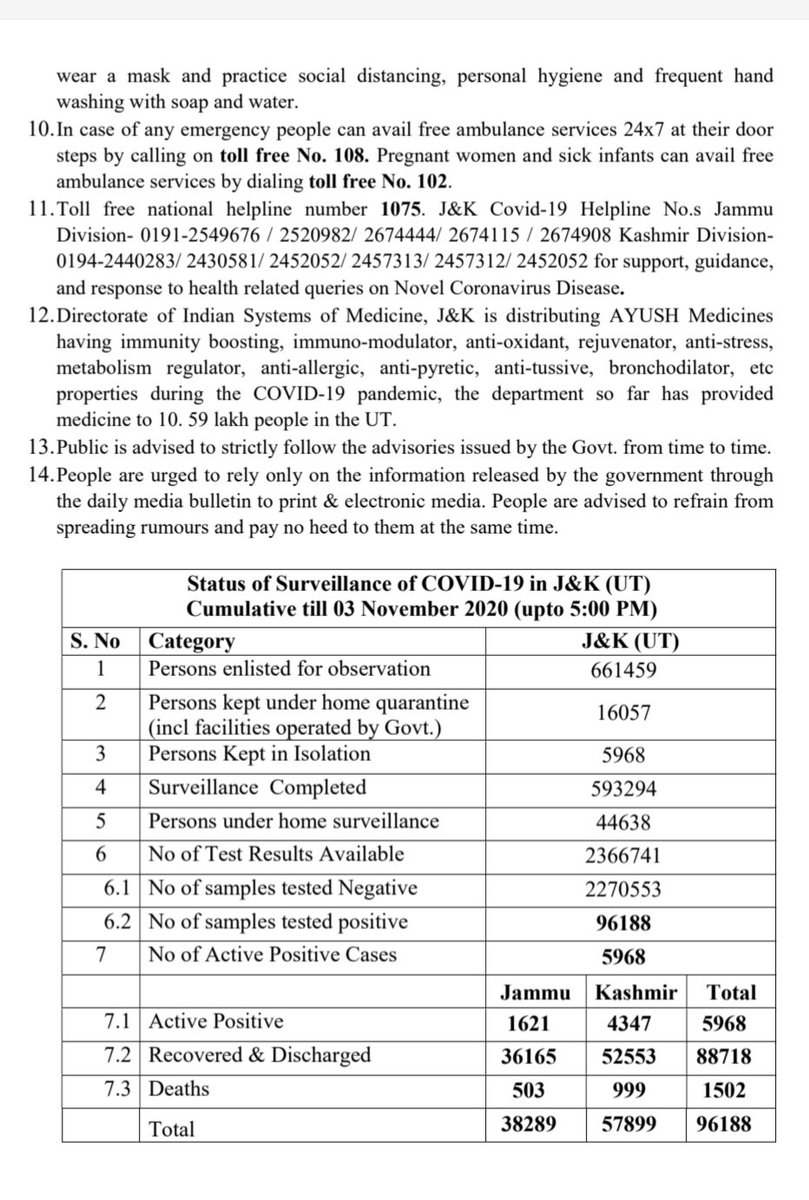 wear a mask and practice social distancing, personal hygiene and frequent hand
washing with soap and water.
10.In case of any emergency people can avail free ambulance services 24x7 at their door
steps by calling on toll free No. 108. Pregnant women and sick infants can avail free
ambulance services by dialing toll free No. 102.
11.Toll free national helpline number 1075. J&K Covid-19 Helpline No.s Jammu
Division- 0191-2549676 / 2520982/ 2674444/ 2674115 / 2674908 Kashmir Division-
0194-2440283/ 2430581/ 2452052/ 2457313/ 2457312/ 2452052 for support, guidance,
and response to health related queries on Novel Coronavirus Disease.
12.Directorate of Indian Systems of Medicine, J&K is distributing AYUSH Medicines
having immunity boosting, immuno-modulator, anti-oxidant, rejuvenator, anti-stress,
metabolism regulator, anti-allergic, anti-pyretic, anti-tussive, bronchodilator, etc
properties during the COVID-19 pandemic, the department so far has provided
medicine to 10. 59 lakh people in the UT.
13.Public is advised to strictly follow the advisories issued by the Govt. from time to time.
14.People are urged to rely only on the information released by the government through
the daily media bulletin to print & electronic media. People are advised to refrain from
spreading rumours and pay no heed to them at the same time.
Status of Surveillance of COVID-19 in J&K (UT)
Cumulative till 03 November 2020 (upto 5:00 PM)
S. No Category J&K (UT)
1 Persons enlisted for observation 661459
2 Persons kept under home quarantine
(incl facilities operated by Govt.) 16057
3 Persons Kept in Isolation 5968
4 Surveillance Completed 593294
5 Persons under home surveillance 44638
6 No of Test Results Available 2366741
6.1 No of samples tested Negative 2270553
6.2 No of samples tested positive 96188
7 No of Active Positive Cases 5968
Jammu Kashmir Total
7.1 Active Positive 1621 4347 5968
7.2 Recovered & Discharged 36165 52553 88718
7.3 Deaths 503 999 1502
Total 38289 57899 96188